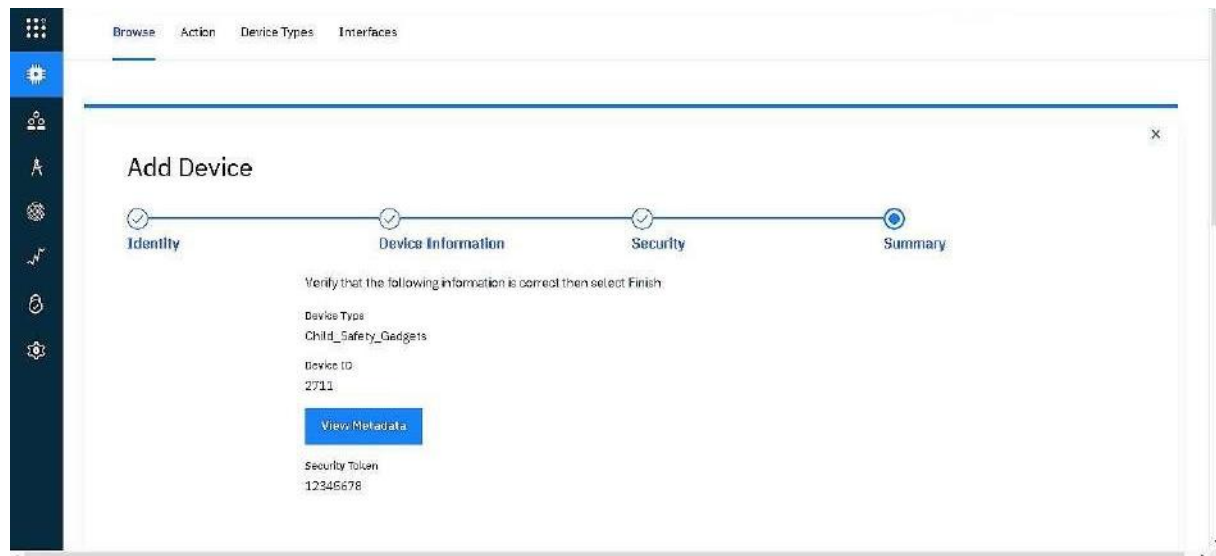 Browse Action Device Types Interfaces
Add Device
Identity Device Information Security Summary
Verify that the following information is correct then select Finish
Device Type
Child_Safety_Gadgets
Device ID
2711
View Metadata
Security Token
12345678